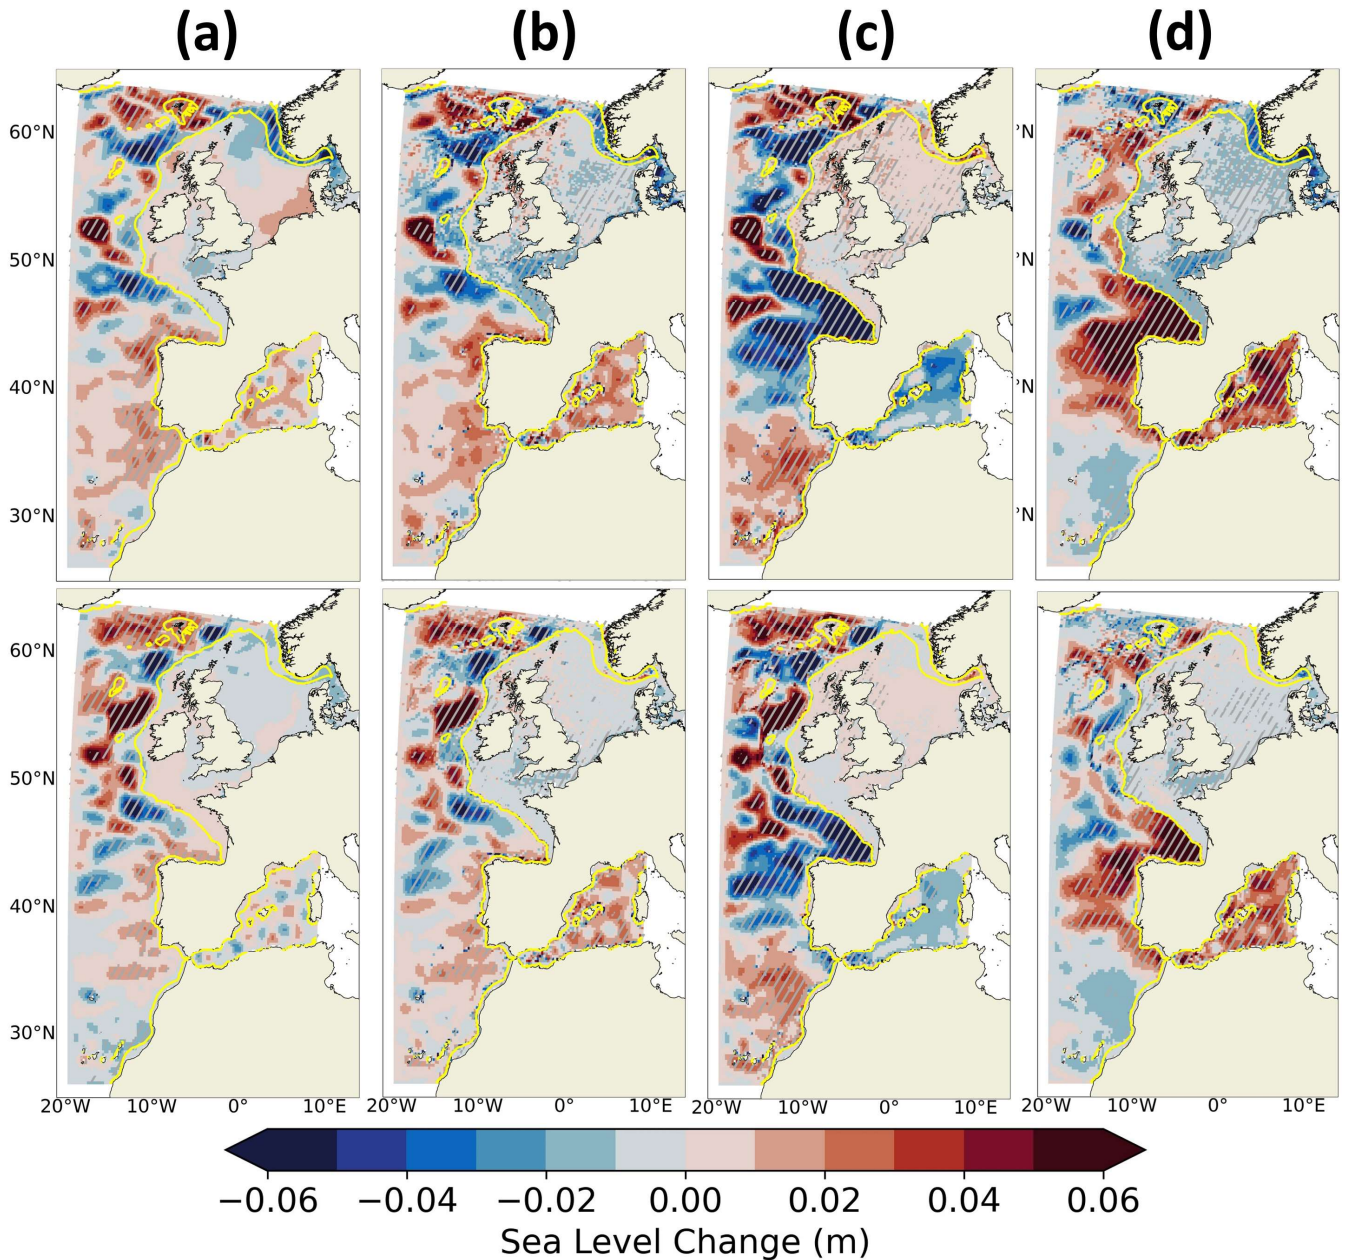 (a) (b) (c) (d)
60°N °N
50°N °N
40°N °N
30°N °N
60°N
50°N
40°N
30°N
20°W 10°W 0° 10°E 20°W 10°W 0° 10°E 20°W 10°W 0° 10°E 20°W 10°W 0° 10°E
−0.06 −0.04 −0.02 0.00 0.02 0.04 0.06
Sea Level Change (m)